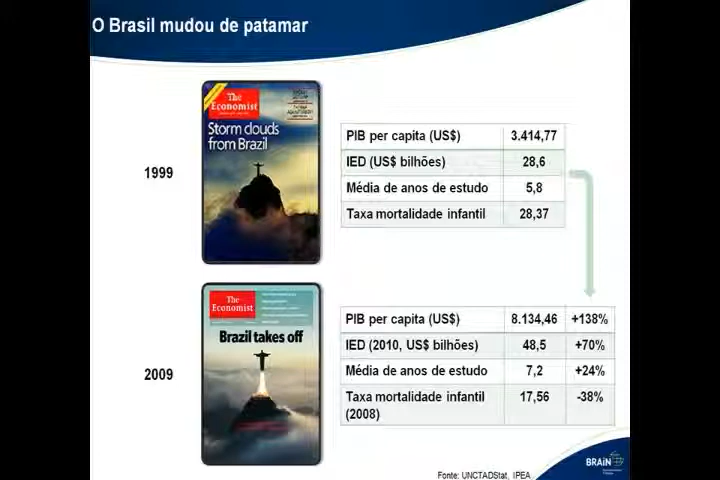 O Brasil mudou de patamar
1999
The
Economist
Storm clouds
from Brazil
PIB per capita (US$) 3.414,77
IED (US$ bilhões) 28,6
Média de anos de estudo 5,8
Taxa mortalidade infantil 28,37
2009
The
Economist
Brazil takes off
PIB per capita (US$) 8.134,46 +138%
IED (2010, US$ bilhões) 48,5 +70%
Média de anos de estudo 7,2 +24%
Taxa mortalidade infantil 17,56 -38%
(2008)
Fonte: UNCTADStat, IPEA
BRAiN